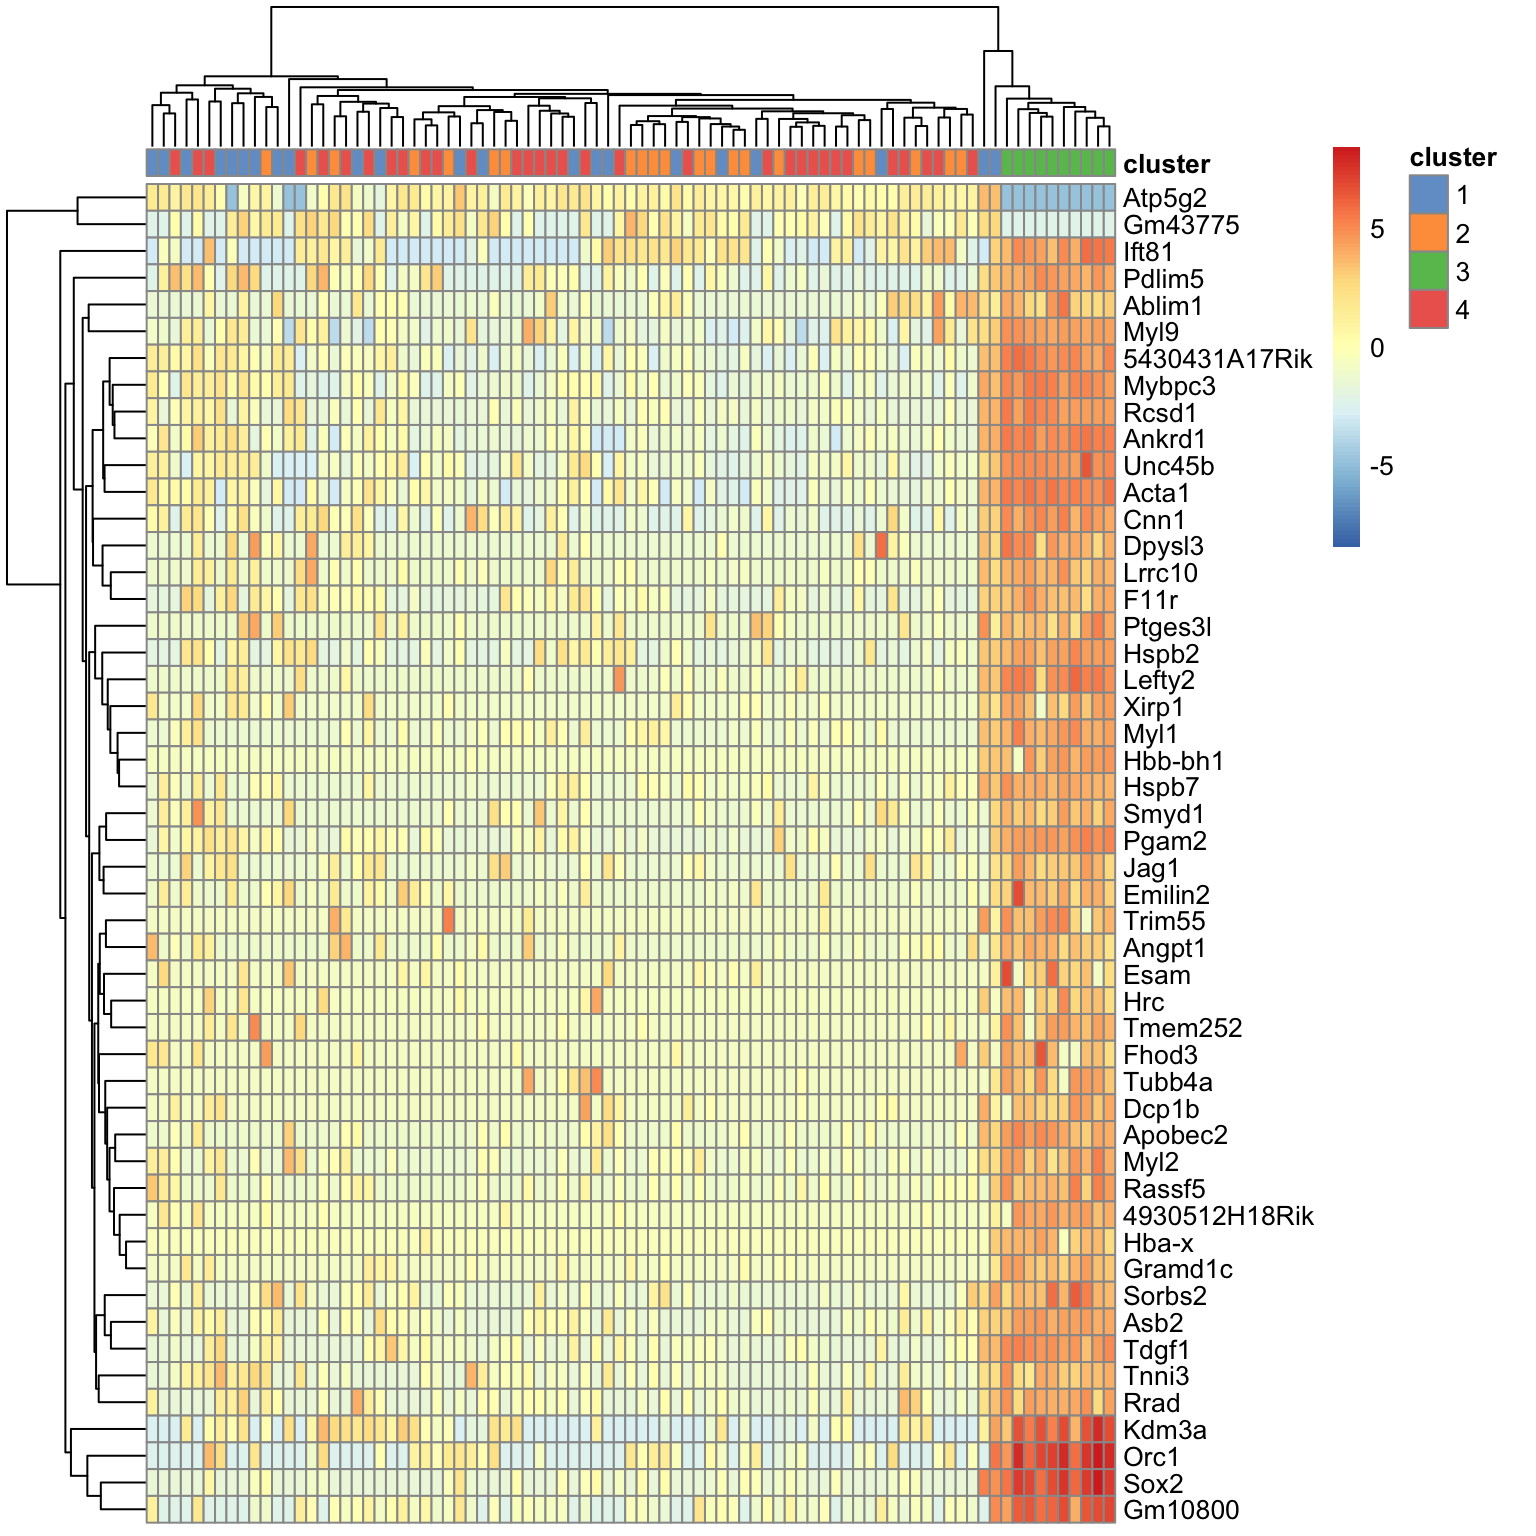 cluster
Atp5g2
Gm43775
Ift81
Pdlim5
Ablim1
Myl9
5430431A17Rik
Mybpc3
Rcsd1
Ankrd1
Unc45b
Acta1
Cnn1
Dpysl3
Lrrc10
F11r
Ptges3l
Hspb2
Lefty2
Xirp1
Myl1
Hbb-bh1
Hspb7
Smyd1
Pgam2
Jag1
Emilin2
Trim55
Angpt1
Esam
Hrc
Tmem252
Fhod3
Tubb4a
Dcp1b
Apobec2
Myl2
Rassf5
4930512H18Rik
Hba-x
Gramd1c
Sorbs2
Asb2
Tdgf1
Tnni3
Rrad
Kdm3a
Orc1
Sox2
Gm10800
5
0
-5
cluster
1
2
3
4